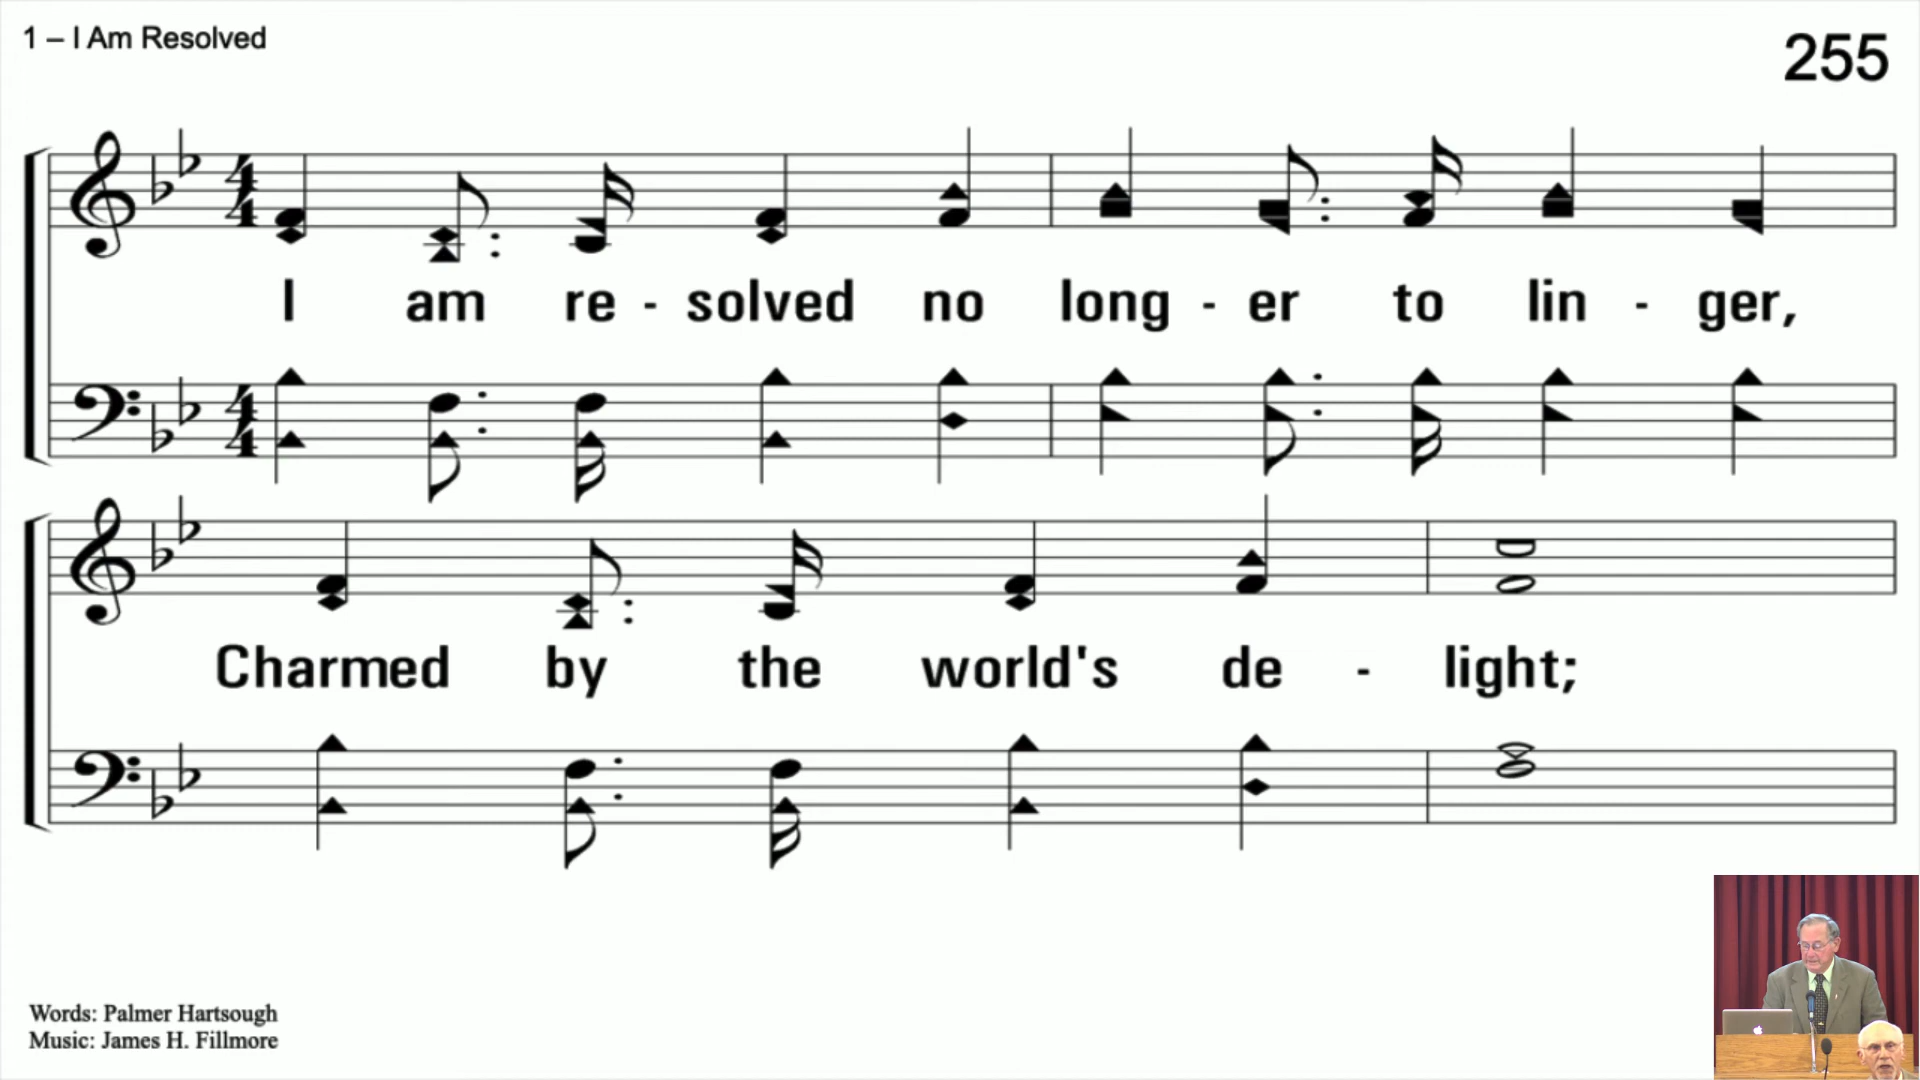 1 – I Am Resolved
255
I am re - solved no long - er to lin - ger,
Charmed by the world's de - light;
Words: Palmer Hartsough
Music: James H. Fillmore